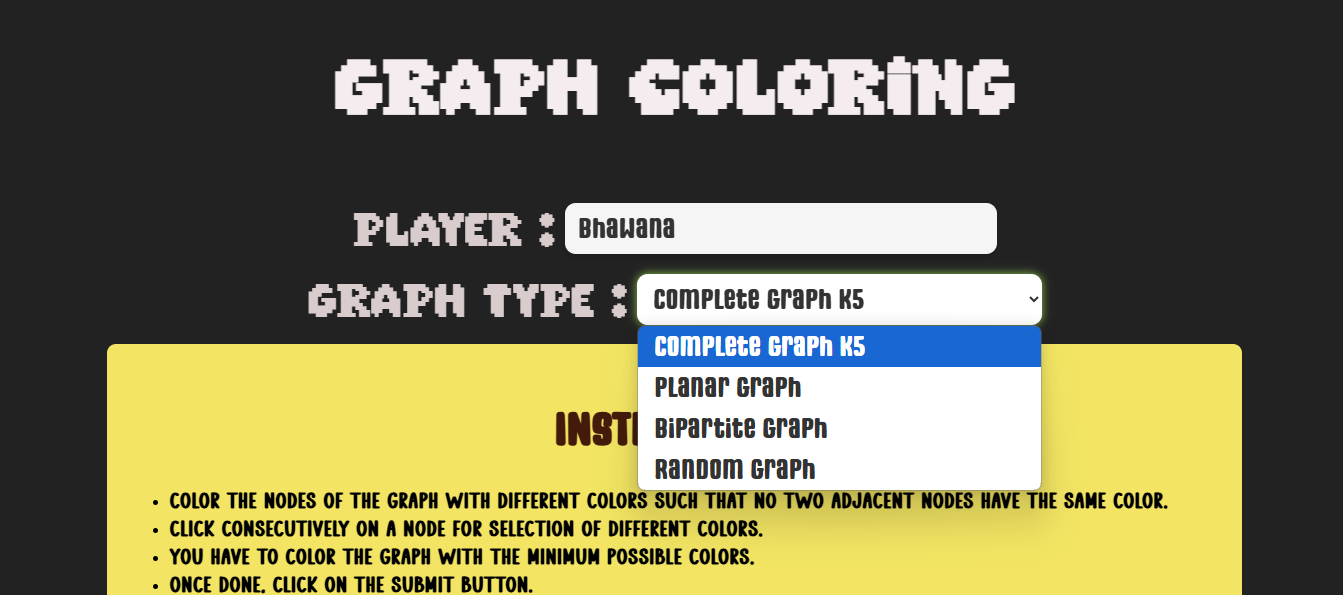 GRAPH COLORING
PLAYER :
Bhawana
GRAPH TYPE :
Complete Graph K5
Complete Graph K5
Planar Graph
Bipartite Graph
Random Graph
COLOR THE NODES OF THE GRAPH WITH DIFFERENT COLORS SUCH THAT NO TWO ADJACENT NODES HAVE THE SAME COLOR.
CLICK CONSECUTIVELY ON A NODE FOR SELECTION OF DIFFERENT COLORS.
YOU HAVE TO COLOR THE GRAPH WITH THE MINIMUM POSSIBLE COLORS.
ONCE DONE, CLICK ON THE SUBMIT BUTTON.